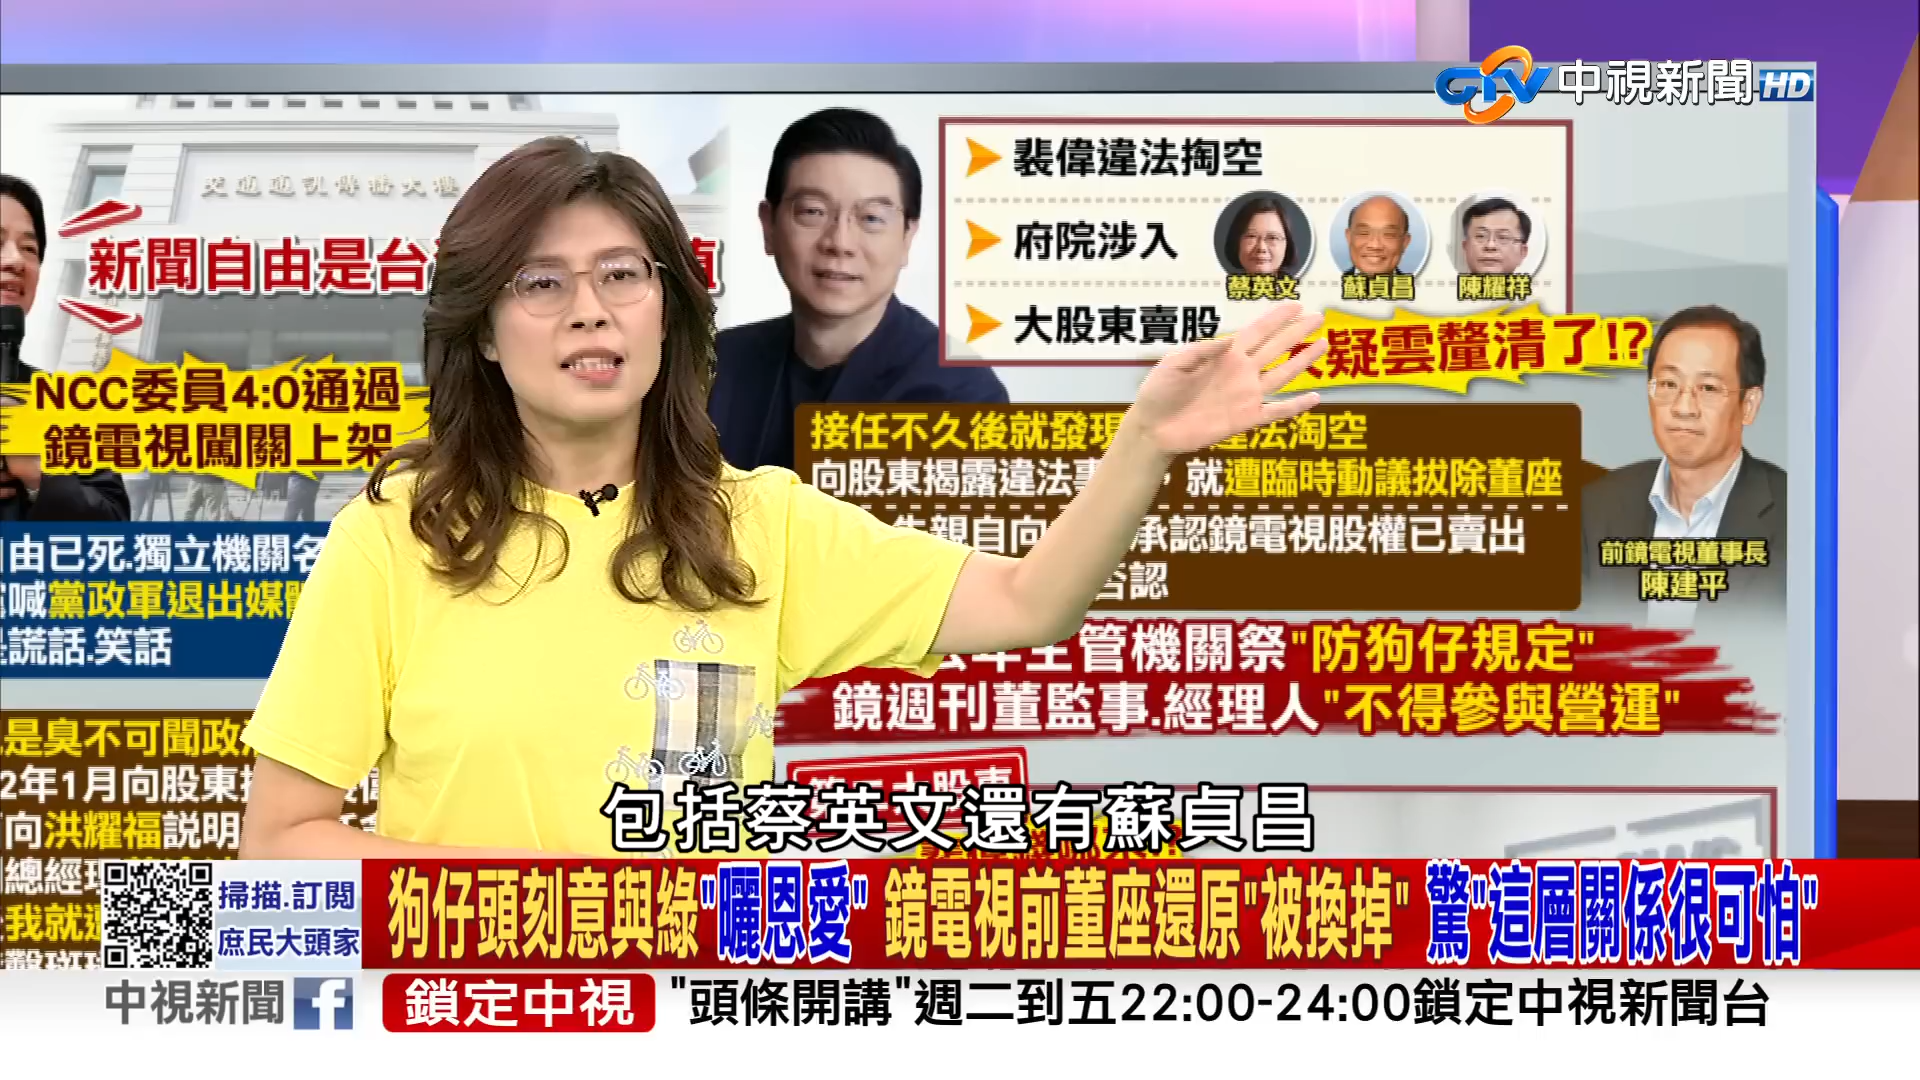 CTV 中視新聞 HD
交通通訊傳播大樓
新聞自由是台
NCC委員4:0通過
鏡電視闖關上架
由已死.獨立機關名
喊黨政軍退出媒
謊話.笑話
是臭不可聞政
2年1月向股東
向洪耀福說明
總經理
我就
裴偉違法掏空
府院涉入
蔡英文 蘇貞昌 陳耀祥
大股東賣股
疑雲釐清了!?
接任不久後就發現 違法淘空
向股東揭露違法事 , 就遭臨時動議拔除董座
親自向 承認鏡電視股權已賣出
否認
前鏡電視董事長
陳建平
主管機關祭"防狗仔規定"
鏡週刊董監事.經理人"不得參與營運"
大股東
包括蔡英文還有蘇貞昌
掃描.訂閱
庶民大頭家
狗仔頭刻意與綠"曬恩愛" 鏡電視前董座還原"被換掉" 驚"這層關係很可怕"
中視新聞 f 鎖定中視 "頭條開講"週二到五22:00-24:00鎖定中視新聞台